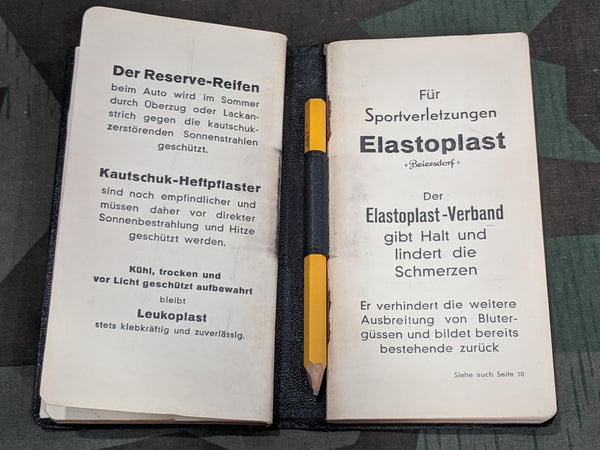 Der Reserve-Reifen
beim Auto wird im Sommer
durch Überzug oder Lackan-
strich gegen die kautschuk-
zerstörenden Sonnenstrahlen
geschützt.
Kautschuk-Heftpflaster
sind noch empfindlicher und
müssen daher vor direkter
Sonnenbestrahlung und Hitze
geschützt werden.
Kühl, trocken und
vor Licht geschützt aufbewahrt
bleibt
Leukoplast
stets klebkräftig und zuverlässig.
Für
Sportverletzungen
Elastoplast
"Beiersdorf"
Der
Elastoplast-Verband
gibt Halt und
lindert die
Schmerzen
Er verhindert die weitere
Ausbreitung von Bluter-
güssen und bildet bereits
bestehende zurück
Siehe auch Seite 10